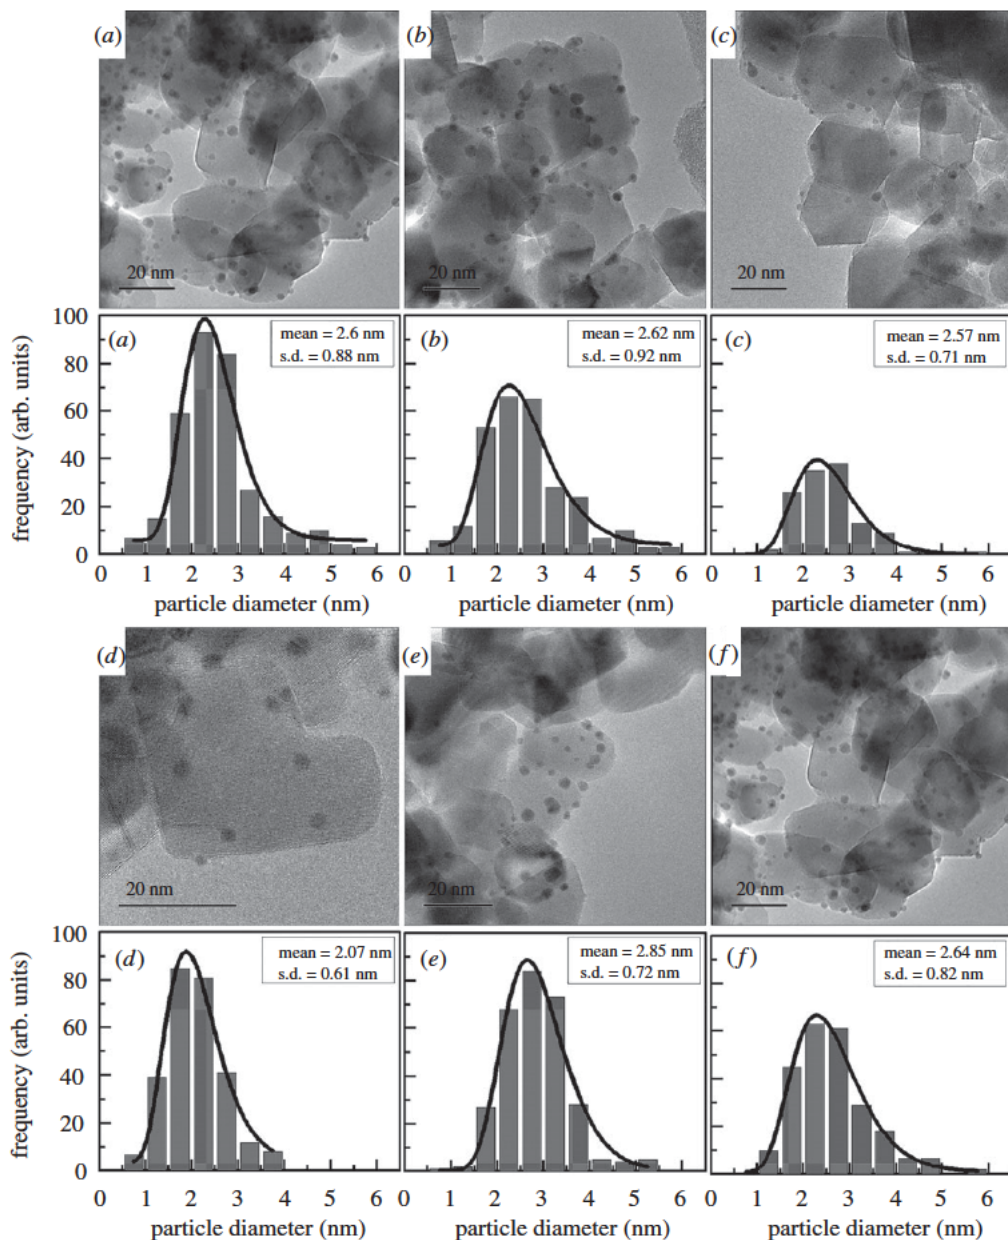 (a) (b) (c)
20 nm 20 nm 20 nm
frequency (arb. units)
100
80
60
40
20
0
(a) mean = 2.6 nm
s.d. = 0.88 nm
(b) mean = 2.62 nm
s.d. = 0.92 nm
(c) mean = 2.57 nm
s.d. = 0.71 nm
0 1 2 3 4 5 6 0 1 2 3 4 5 6 0 1 2 3 4 5 6
particle diameter (nm) particle diameter (nm) particle diameter (nm)
(d) (e) (f)
20 nm 20 nm 20 nm
frequency (arb. units)
100
80
60
40
20
0
(d) mean = 2.07 nm
s.d. = 0.61 nm
(e) mean = 2.85 nm
s.d. = 0.72 nm
(f) mean = 2.64 nm
s.d. = 0.82 nm
0 1 2 3 4 5 6 0 1 2 3 4 5 6 0 1 2 3 4 5 6
particle diameter (nm) particle diameter (nm) particle diameter (nm)